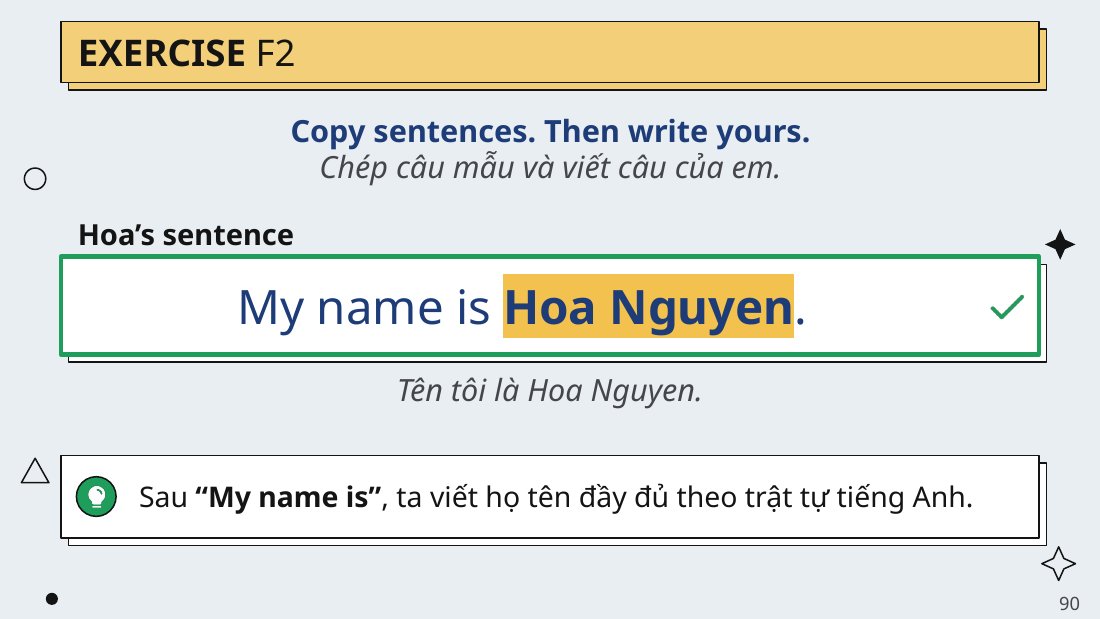 EXERCISE F2
Copy sentences. Then write yours.
Chép câu mẫu và viết câu của em.
Hoa’s sentence
My name is Hoa Nguyen.
Tên tôi là Hoa Nguyen.
Sau “My name is”, ta viết họ tên đầy đủ theo trật tự tiếng Anh.
90